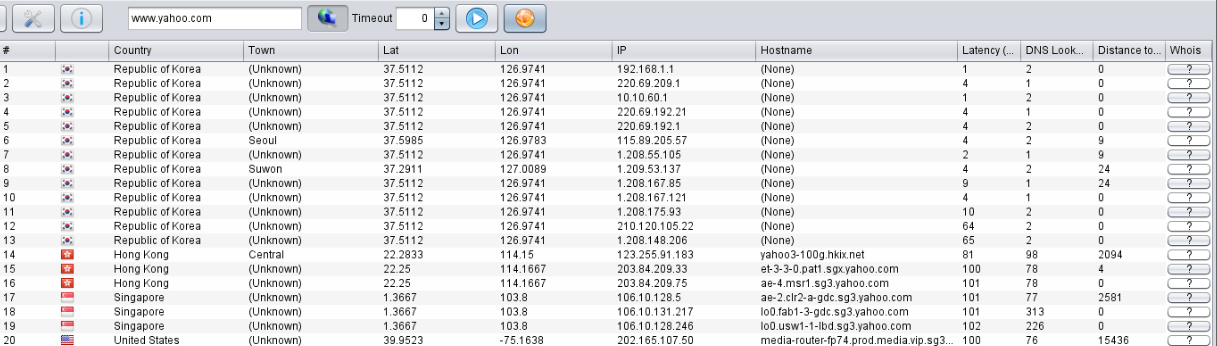 www.yahoo.com Timeout 0
# Country Town Lat Lon IP Hostname Latency (... DNS Look... Distance to... Whois
1 Republic of Korea (Unknown) 37.5112 126.9741 192.168.1.1 (None) 1 2 0 ?
2 Republic of Korea (Unknown) 37.5112 126.9741 220.69.209.1 (None) 4 1 0 ?
3 Republic of Korea (Unknown) 37.5112 126.9741 10.10.60.1 (None) 1 2 0 ?
4 Republic of Korea (Unknown) 37.5112 126.9741 220.69.192.21 (None) 4 1 0 ?
5 Republic of Korea (Unknown) 37.5112 126.9741 220.69.192.1 (None) 4 2 0 ?
6 Republic of Korea Seoul 37.5985 126.9783 115.89.205.57 (None) 4 2 9 ?
7 Republic of Korea (Unknown) 37.5112 126.9741 1.208.55.105 (None) 2 1 9 ?
8 Republic of Korea Suwon 37.2911 127.0089 1.209.53.137 (None) 4 2 24 ?
9 Republic of Korea (Unknown) 37.5112 126.9741 1.208.167.85 (None) 9 1 24 ?
10 Republic of Korea (Unknown) 37.5112 126.9741 1.208.167.121 (None) 4 1 0 ?
11 Republic of Korea (Unknown) 37.5112 126.9741 1.208.175.93 (None) 10 2 0 ?
12 Republic of Korea (Unknown) 37.5112 126.9741 210.120.105.22 (None) 64 2 0 ?
13 Republic of Korea (Unknown) 37.5112 126.9741 1.208.148.206 (None) 65 2 0 ?
14 Hong Kong Central 22.2833 114.15 123.255.91.183 yahoo3-100g.hkix.net 81 98 2094 ?
15 Hong Kong (Unknown) 22.25 114.1667 203.84.209.33 et-3-3-0.pat1.sgx.yahoo.com 100 78 4 ?
16 Hong Kong (Unknown) 22.25 114.1667 203.84.209.75 ae-4.msr1.sg3.yahoo.com 101 78 0 ?
17 Singapore (Unknown) 1.3667 103.8 106.10.128.5 ae-2.clr2-a-gdc.sg3.yahoo.com 101 77 2581 ?
18 Singapore (Unknown) 1.3667 103.8 106.10.131.217 lo0.fab1-3-gdc.sg3.yahoo.com 101 313 0 ?
19 Singapore (Unknown) 1.3667 103.8 106.10.128.246 lo0.usw1-1-lbd.sg3.yahoo.com 102 226 0 ?
20 United States (Unknown) 39.9523 -75.1638 202.165.107.50 media-router-fp74.prod.media.vip.sg3... 100 76 15436 ?